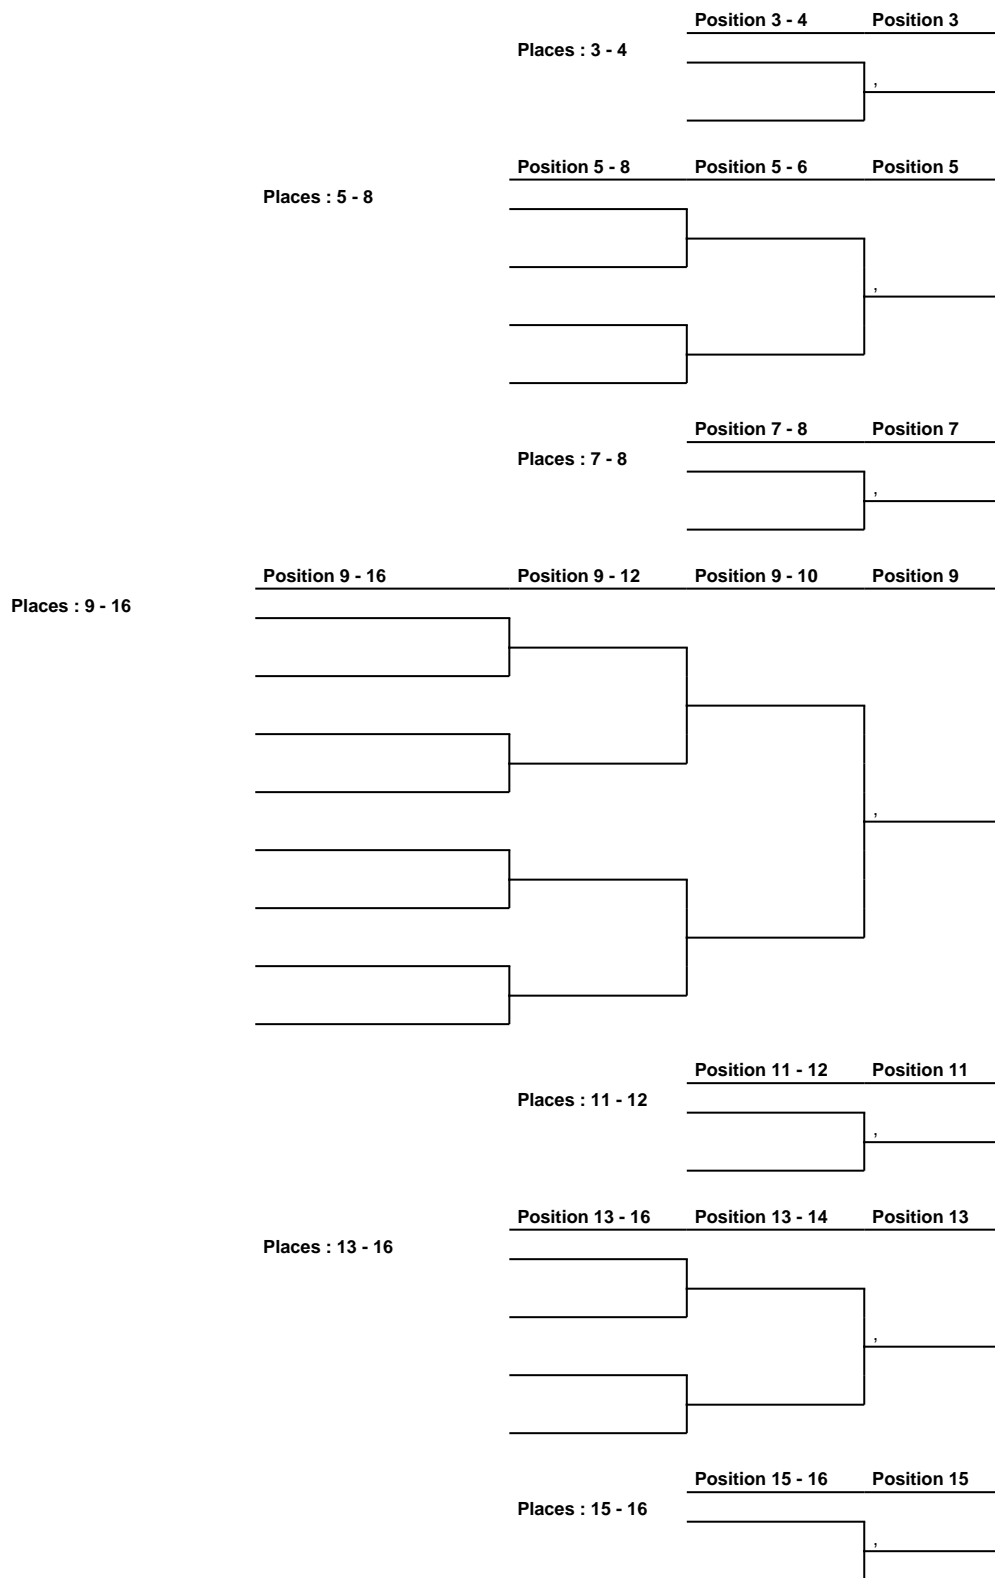 Position 3 - 4 Position 3
Places : 3 - 4
,
Position 5 - 8 Position 5 - 6 Position 5
Places : 5 - 8
,
Position 7 - 8 Position 7
Places : 7 - 8
,
Position 9 - 16 Position 9 - 12 Position 9 - 10 Position 9
Places : 9 - 16
,
Position 11 - 12 Position 11
Places : 11 - 12
,
Position 13 - 16 Position 13 - 14 Position 13
Places : 13 - 16
,
Position 15 - 16 Position 15
Places : 15 - 16
,